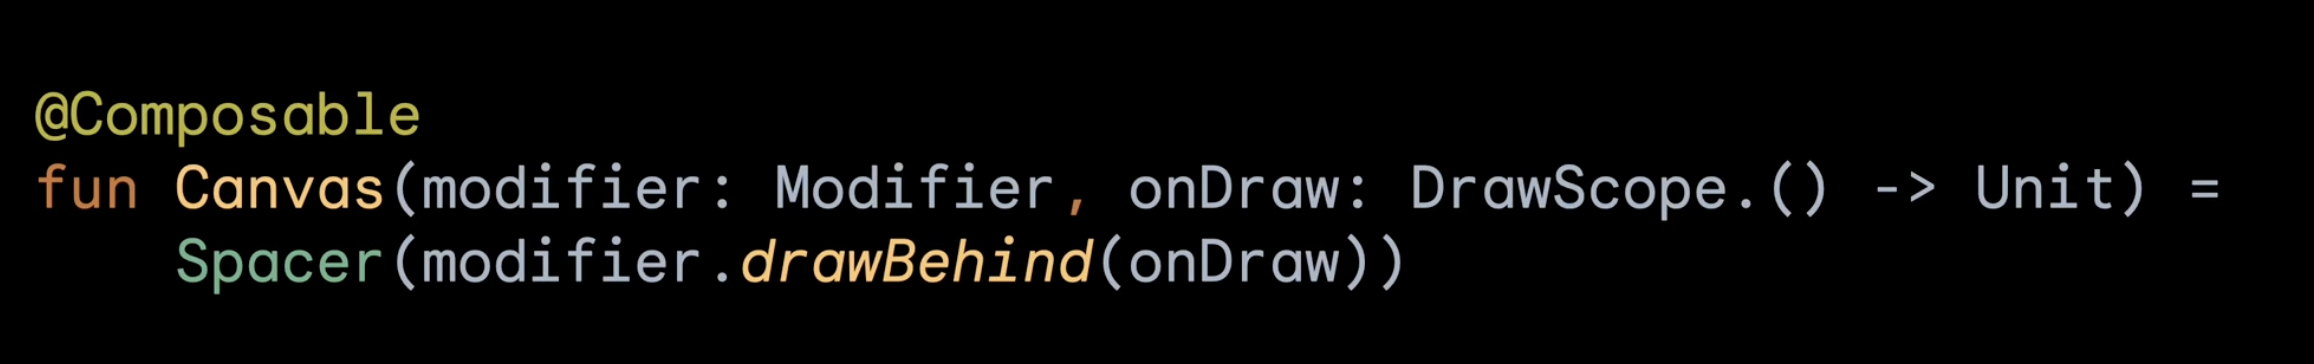 @Composable
fun Canvas(modifier: Modifier, onDraw: DrawScope.() -> Unit) =
    Spacer(modifier.drawBehind(onDraw))